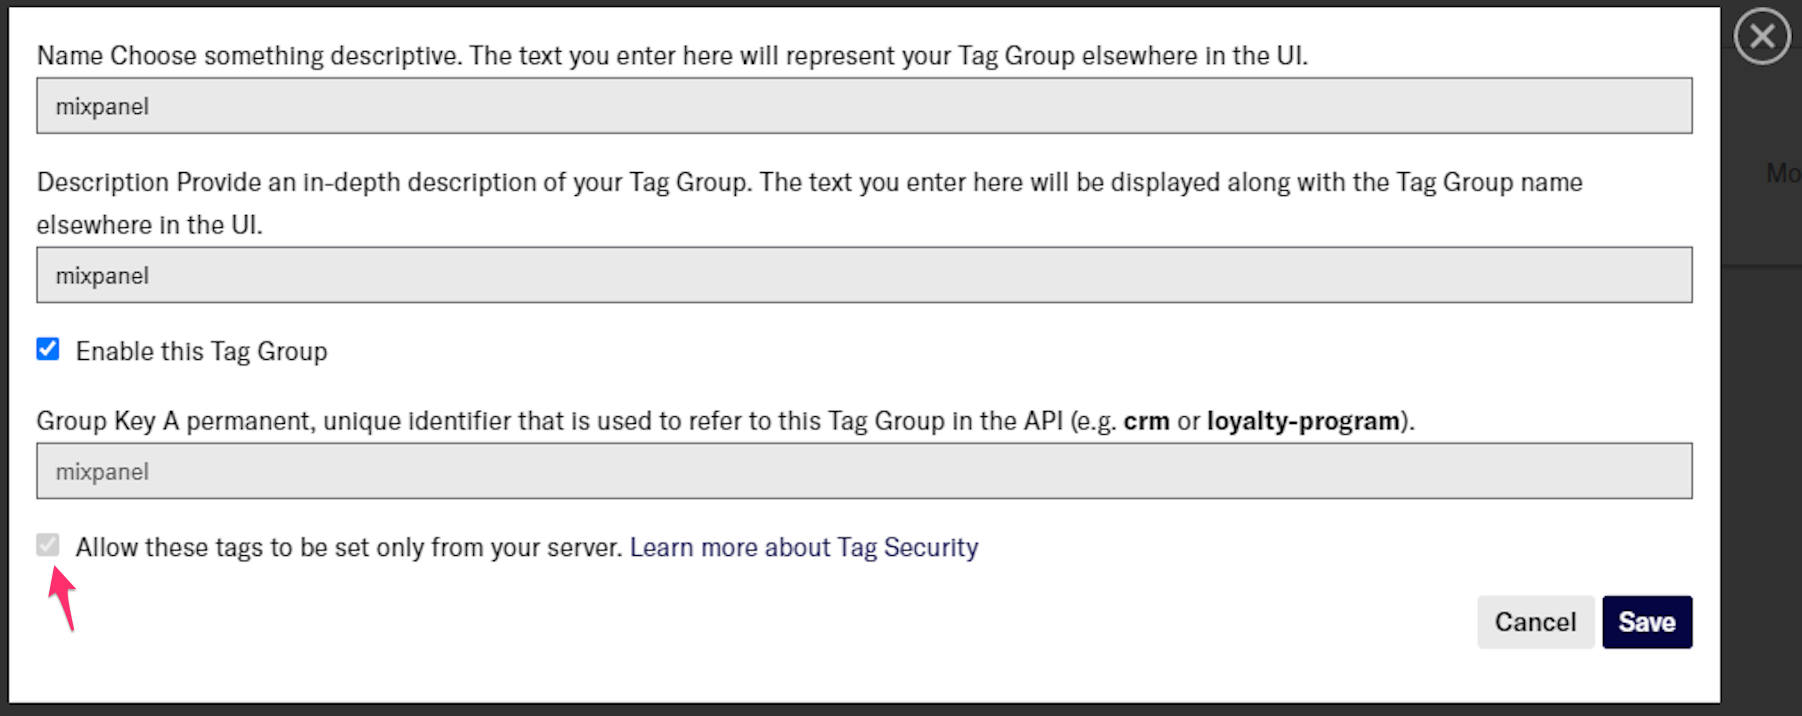 Name Choose something descriptive. The text you enter here will represent your Tag Group elsewhere in the UI.
mixpanel
Description Provide an in-depth description of your Tag Group. The text you enter here will be displayed along with the Tag Group name
elsewhere in the UI.
mixpanel
Enable this Tag Group
Group Key A permanent, unique identifier that is used to refer to this Tag Group in the API (e.g. crm or loyalty-program).
mixpanel
Allow these tags to be set only from your server. Learn more about Tag Security
Cancel Save
Mo